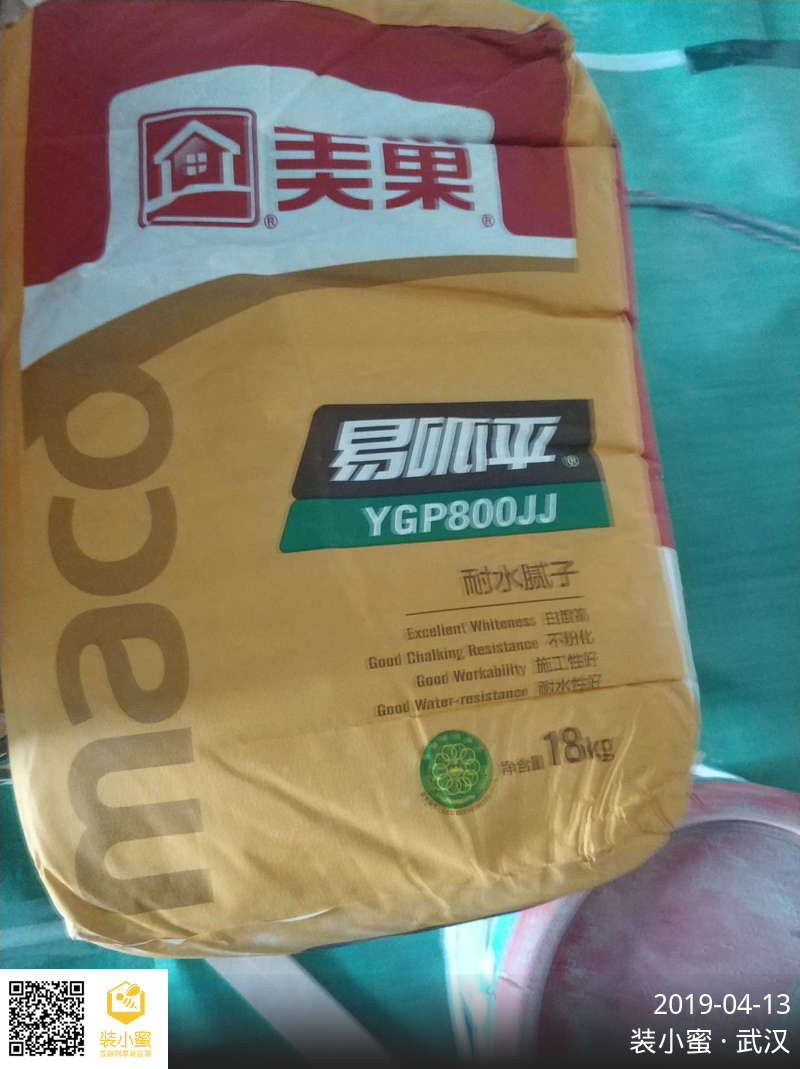 美巢
®
®
maco
易呱平®
YGP800JJ
耐水腻子
Excellent Whiteness 白度高
Good Chalking Resistance 不粉化
Good Workability 施工性好
Good Water-resistance 耐水性好
净含量18kg
装小蜜
2019-04-13
装小蜜·武汉